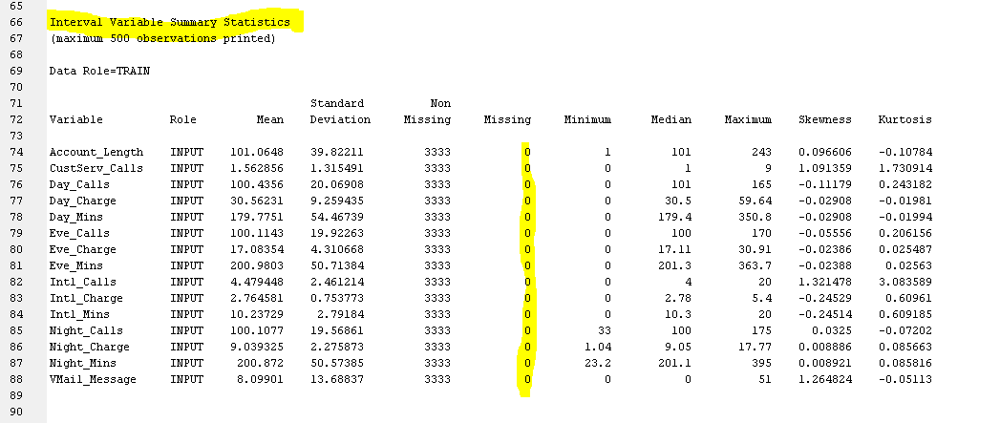 65
66 Interval Variable Summary Statistics
67 (maximum 500 observations printed)
68
69 Data Role=TRAIN
70
71 Standard Non
72 Variable Role Mean Deviation Missing Missing Minimum Median Maximum Skewness Kurtosis
73
74 Account_Length INPUT 101.0648 39.82211 3333 0 1 101 243 0.096606 -0.10784
75 CustServ_Calls INPUT 1.562856 1.315491 3333 0 0 1 9 1.091359 1.730914
76 Day_Calls INPUT 100.4356 20.06908 3333 0 0 101 165 -0.11179 0.243182
77 Day_Charge INPUT 30.56231 9.259435 3333 0 0 30.5 59.64 -0.02908 -0.01981
78 Day_Mins INPUT 179.7751 54.46739 3333 0 0 179.4 350.8 -0.02908 -0.01994
79 Eve_Calls INPUT 100.1143 19.92263 3333 0 0 100 170 -0.05556 0.206156
80 Eve_Charge INPUT 17.08354 4.310668 3333 0 0 17.11 30.91 -0.02386 0.025487
81 Eve_Mins INPUT 200.9803 50.71384 3333 0 0 201.3 363.7 -0.02388 0.02563
82 Intl_Calls INPUT 4.479448 2.461214 3333 0 0 4 20 1.321478 3.083589
83 Intl_Charge INPUT 2.764581 0.753773 3333 0 0 2.78 5.4 -0.24529 0.60961
84 Intl_Mins INPUT 10.23729 2.79184 3333 0 0 10.3 20 -0.24514 0.609185
85 Night_Calls INPUT 100.1077 19.56861 3333 0 33 100 175 0.0325 -0.07202
86 Night_Charge INPUT 9.039325 2.275873 3333 0 1.04 9.05 17.77 0.008886 0.085663
87 Night_Mins INPUT 200.872 50.57385 3333 0 23.2 201.1 395 0.008921 0.085816
88 VMail_Message INPUT 8.09901 13.68837 3333 0 0 0 51 1.264824 -0.05113
89
90